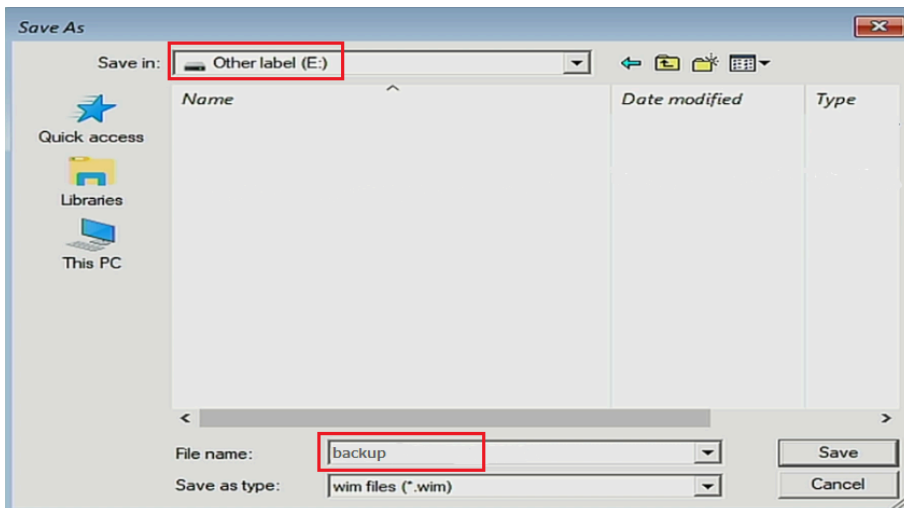 Save As
Save in: Other label (E:)
Name Date modified Type
Quick access
Libraries
This PC
File name: backup Save
Save as type: wim files (*.wim) Cancel